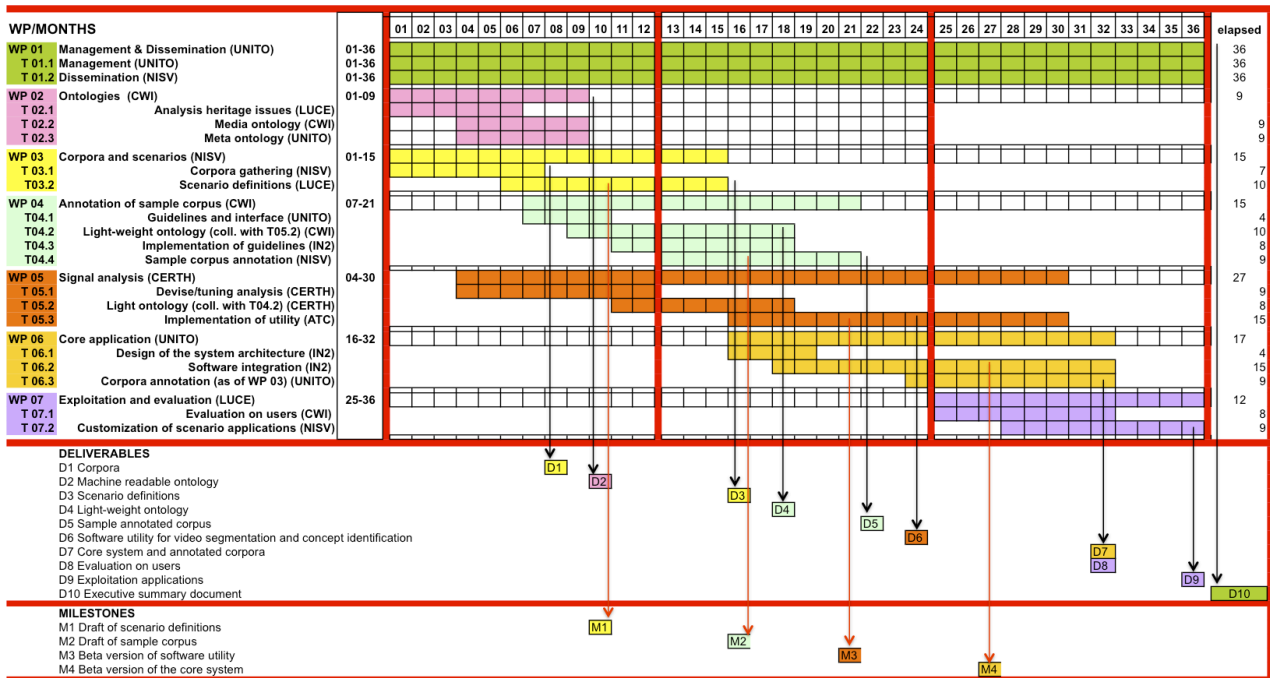 WP/MONTHS 01 02 03 04 05 06 07 08 09 10 11 12 13 14 15 16 17 18 19 20 21 22 23 24 25 26 27 28 29 30 31 32 33 34 35 36 elapsed
WP 01 Management & Dissemination (UNITO) 01-36 36
T 01.1 Management (UNITO) 01-36 36
T 01.2 Dissemination (NISV) 01-36 36
WP 02 Ontologies (CWI) 01-09 9
T 02.1 Analysis heritage issues (LUCE)
T 02.2 Media ontology (CWI) 9
T 02.3 Meta ontology (UNITO) 9
WP 03 Corpora and scenarios (NISV) 01-15 15
T 03.1 Corpora gathering (NISV) 7
T03.2 Scenario definitions (LUCE) 10
WP 04 Annotation of sample corpus (CWI) 07-21 15
T04.1 Guidelines and interface (UNITO) 4
T04.2 Light-weight ontology (coll. with T05.2) (CWI) 10
T04.3 Implementation of guidelines (IN2) 8
T04.4 Sample corpus annotation (NISV) 9
WP 05 Signal analysis (CERTH) 04-30 27
T 05.1 Devise/tuning analysis (CERTH) 9
T 05.2 Light ontology (coll. with T04.2) (CERTH) 8
T 05.3 Implementation of utility (ATC) 15
WP 06 Core application (UNITO) 16-32 17
T 06.1 Design of the system architecture (IN2) 4
T 06.2 Software integration (IN2) 15
T 06.3 Corpora annotation (as of WP 03) (UNITO) 9
WP 07 Exploitation and evaluation (LUCE) 25-36 12
T 07.1 Evaluation on users (CWI) 8
T 07.2 Customization of scenario applications (NISV) 9
DELIVERABLES
D1 Corpora D1
D2 Machine readable ontology D2
D3 Scenario definitions D3
D4 Light-weight ontology D4
D5 Sample annotated corpus D5
D6 Software utility for video segmentation and concept identification D6
D7 Core system and annotated corpora D7
D8 Evaluation on users D8
D9 Exploitation applications D9
D10 Executive summary document D10
MILESTONES
M1 Draft of scenario definitions M1
M2 Draft of sample corpus M2
M3 Beta version of software utility M3
M4 Beta version of the core system M4